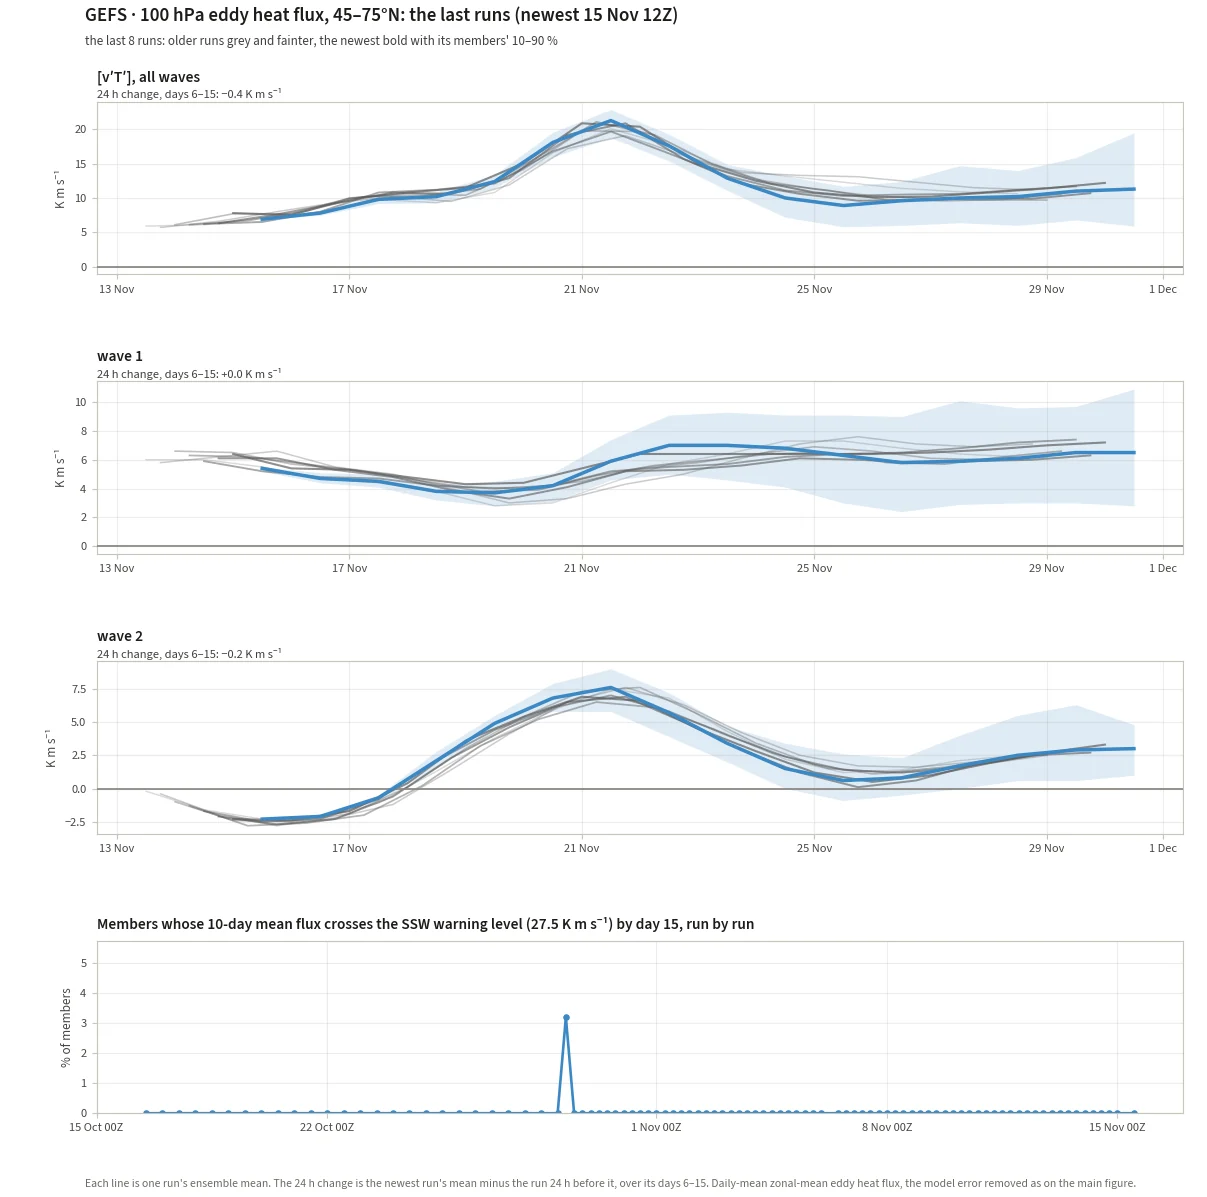 GEFS · 100 hPa eddy heat flux, 45–75°N: the last runs (newest 15 Nov 12Z)
the last 8 runs: older runs grey and fainter, the newest bold with its members' 10–90 %
[v′T′], all waves
24 h change, days 6–15: −0.4 K m s⁻¹
20
15
10
5
0
K m s⁻¹
13 Nov
17 Nov
21 Nov
25 Nov
29 Nov
1 Dec
wave 1
24 h change, days 6–15: +0.0 K m s⁻¹
10
8
6
4
2
0
K m s⁻¹
13 Nov
17 Nov
21 Nov
25 Nov
29 Nov
1 Dec
wave 2
24 h change, days 6–15: −0.2 K m s⁻¹
7.5
5.0
2.5
0.0
−2.5
K m s⁻¹
13 Nov
17 Nov
21 Nov
25 Nov
29 Nov
1 Dec
Members whose 10-day mean flux crosses the SSW warning level (27.5 K m s⁻¹) by day 15, run by run
5
4
3
2
1
0
% of members
15 Oct 00Z
22 Oct 00Z
1 Nov 00Z
8 Nov 00Z
15 Nov 00Z
Each line is one run's ensemble mean. The 24 h change is the newest run's mean minus the run 24 h before it, over its days 6–15. Daily-mean zonal-mean eddy heat flux, the model error removed as on the main figure.